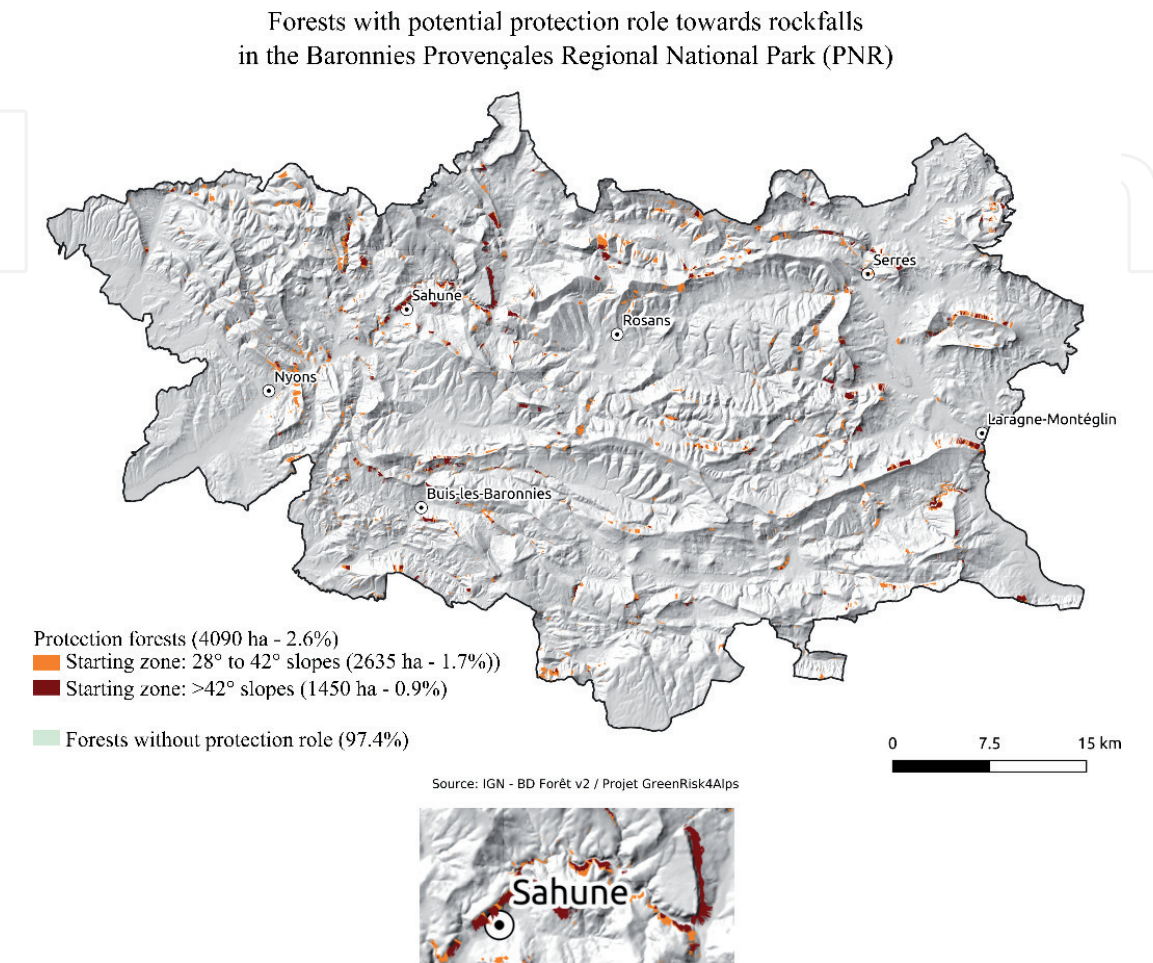 Forests with potential protection role towards rockfalls
in the Baronnies Provençales Regional National Park (PNR)
Serres
Sahune
Rosans
Nyons
Laragne-Montéglin
Buis-les-Baronnies
Protection forests (4090 ha - 2.6%)
Starting zone: 28° to 42° slopes (2635 ha - 1.7%))
Starting zone: >42° slopes (1450 ha - 0.9%)
Forests without protection role (97.4%)
0 7.5 15 km
Source: IGN - BD Forêt v2 / Projet GreenRisk4Alps
Sahune